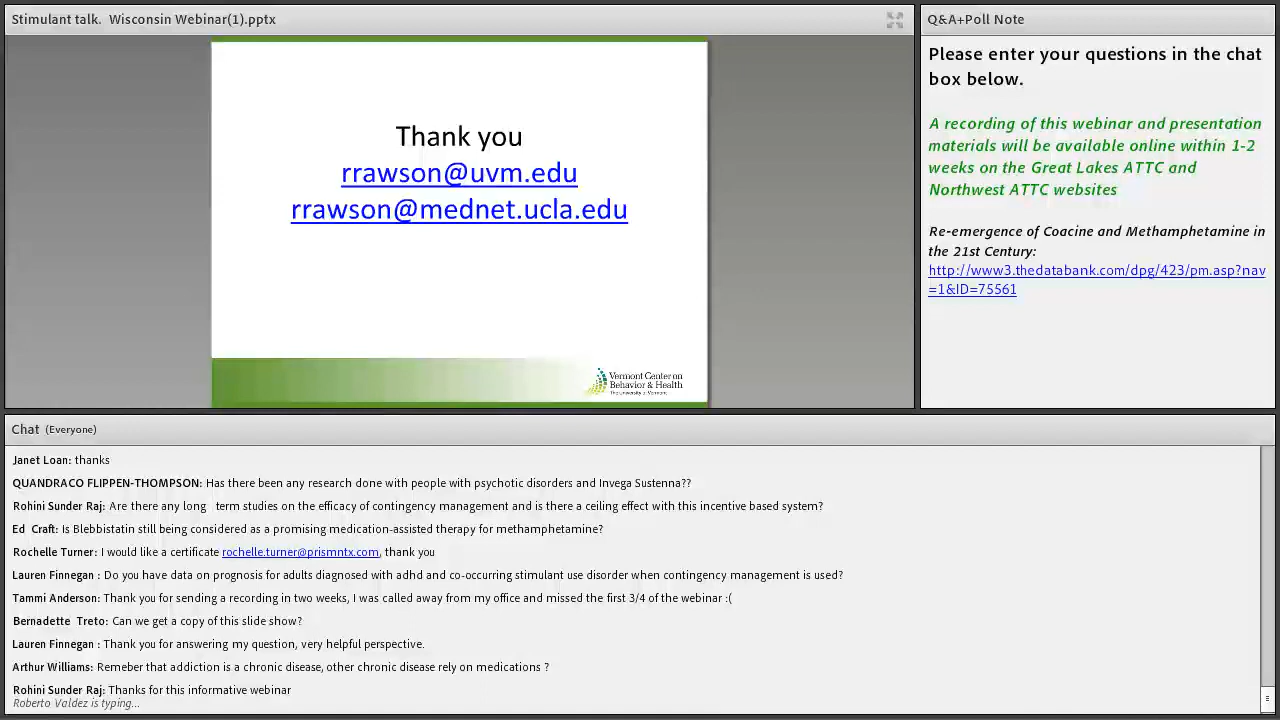 Stimulant talk.  Wisconsin Webinar(1).pptx
Thank you
rrawson@uvm.edu
rrawson@mednet.ucla.edu
Vermont Center on
Behavior & Health
The University of Vermont
Q&A+Poll Note
Please enter your questions in the chat
box below.
A recording of this webinar and presentation
materials will be available online within 1-2
weeks on the Great Lakes ATTC and
Northwest ATTC websites
Re-emergence of Coacine and Methamphetamine in
the 21st Century:
http://www3.thedatabank.com/dpg/423/pm.asp?nav
=1&ID=75561
Chat (Everyone)
Janet Loan: thanks
QUANDRACO FLIPPEN-THOMPSON: Has there been any research done with people with psychotic disorders and Invega Sustenna??
Rohini Sunder Raj: Are there any long  term studies on the efficacy of contingency management and is there a ceiling effect with this incentive based system?
Ed  Craft: Is Blebbistatin still being considered as a promising medication-assisted therapy for methamphetamine?
Rochelle Turner: I would like a certificate rochelle.turner@prismntx.com, thank you
Lauren Finnegan : Do you have data on prognosis for adults diagnosed with adhd and co-occurring stimulant use disorder when contingency management is used?
Tammi Anderson: Thank you for sending a recording in two weeks, I was called away from my office and missed the first 3/4 of the webinar :(
Bernadette  Treto: Can we get a copy of this slide show?
Lauren Finnegan : Thank you for answering my question, very helpful perspective.
Arthur Williams: Remeber that addiction is a chronic disease, other chronic disease rely on medications ?
Rohini Sunder Raj: Thanks for this informative webinar
Roberto Valdez is typing...